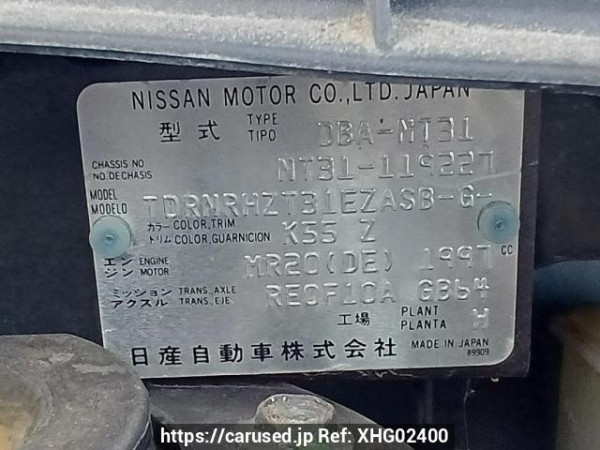 NISSAN MOTOR CO.,LTD.JAPAN
型式 TYPE TIPO DBA-NT31
CHASSIS NO NO.DE CHASIS NT31-119227
MODEL MODELO TDRNRHZT31EZASB-G-
カラー COLOR,TRIM トリム COLOR,GUARNICION K55 Z
エンジン ENGINE MOTOR MR20(DE) 1997 CC
ミッション アクスル TRANS.,AXLE TRANS.,EJE. RE0F10A GB64
工場 PLANT PLANTA W
日産自動車株式会社 MADE IN JAPAN
89909
https://carused.jp Ref: XHG02400